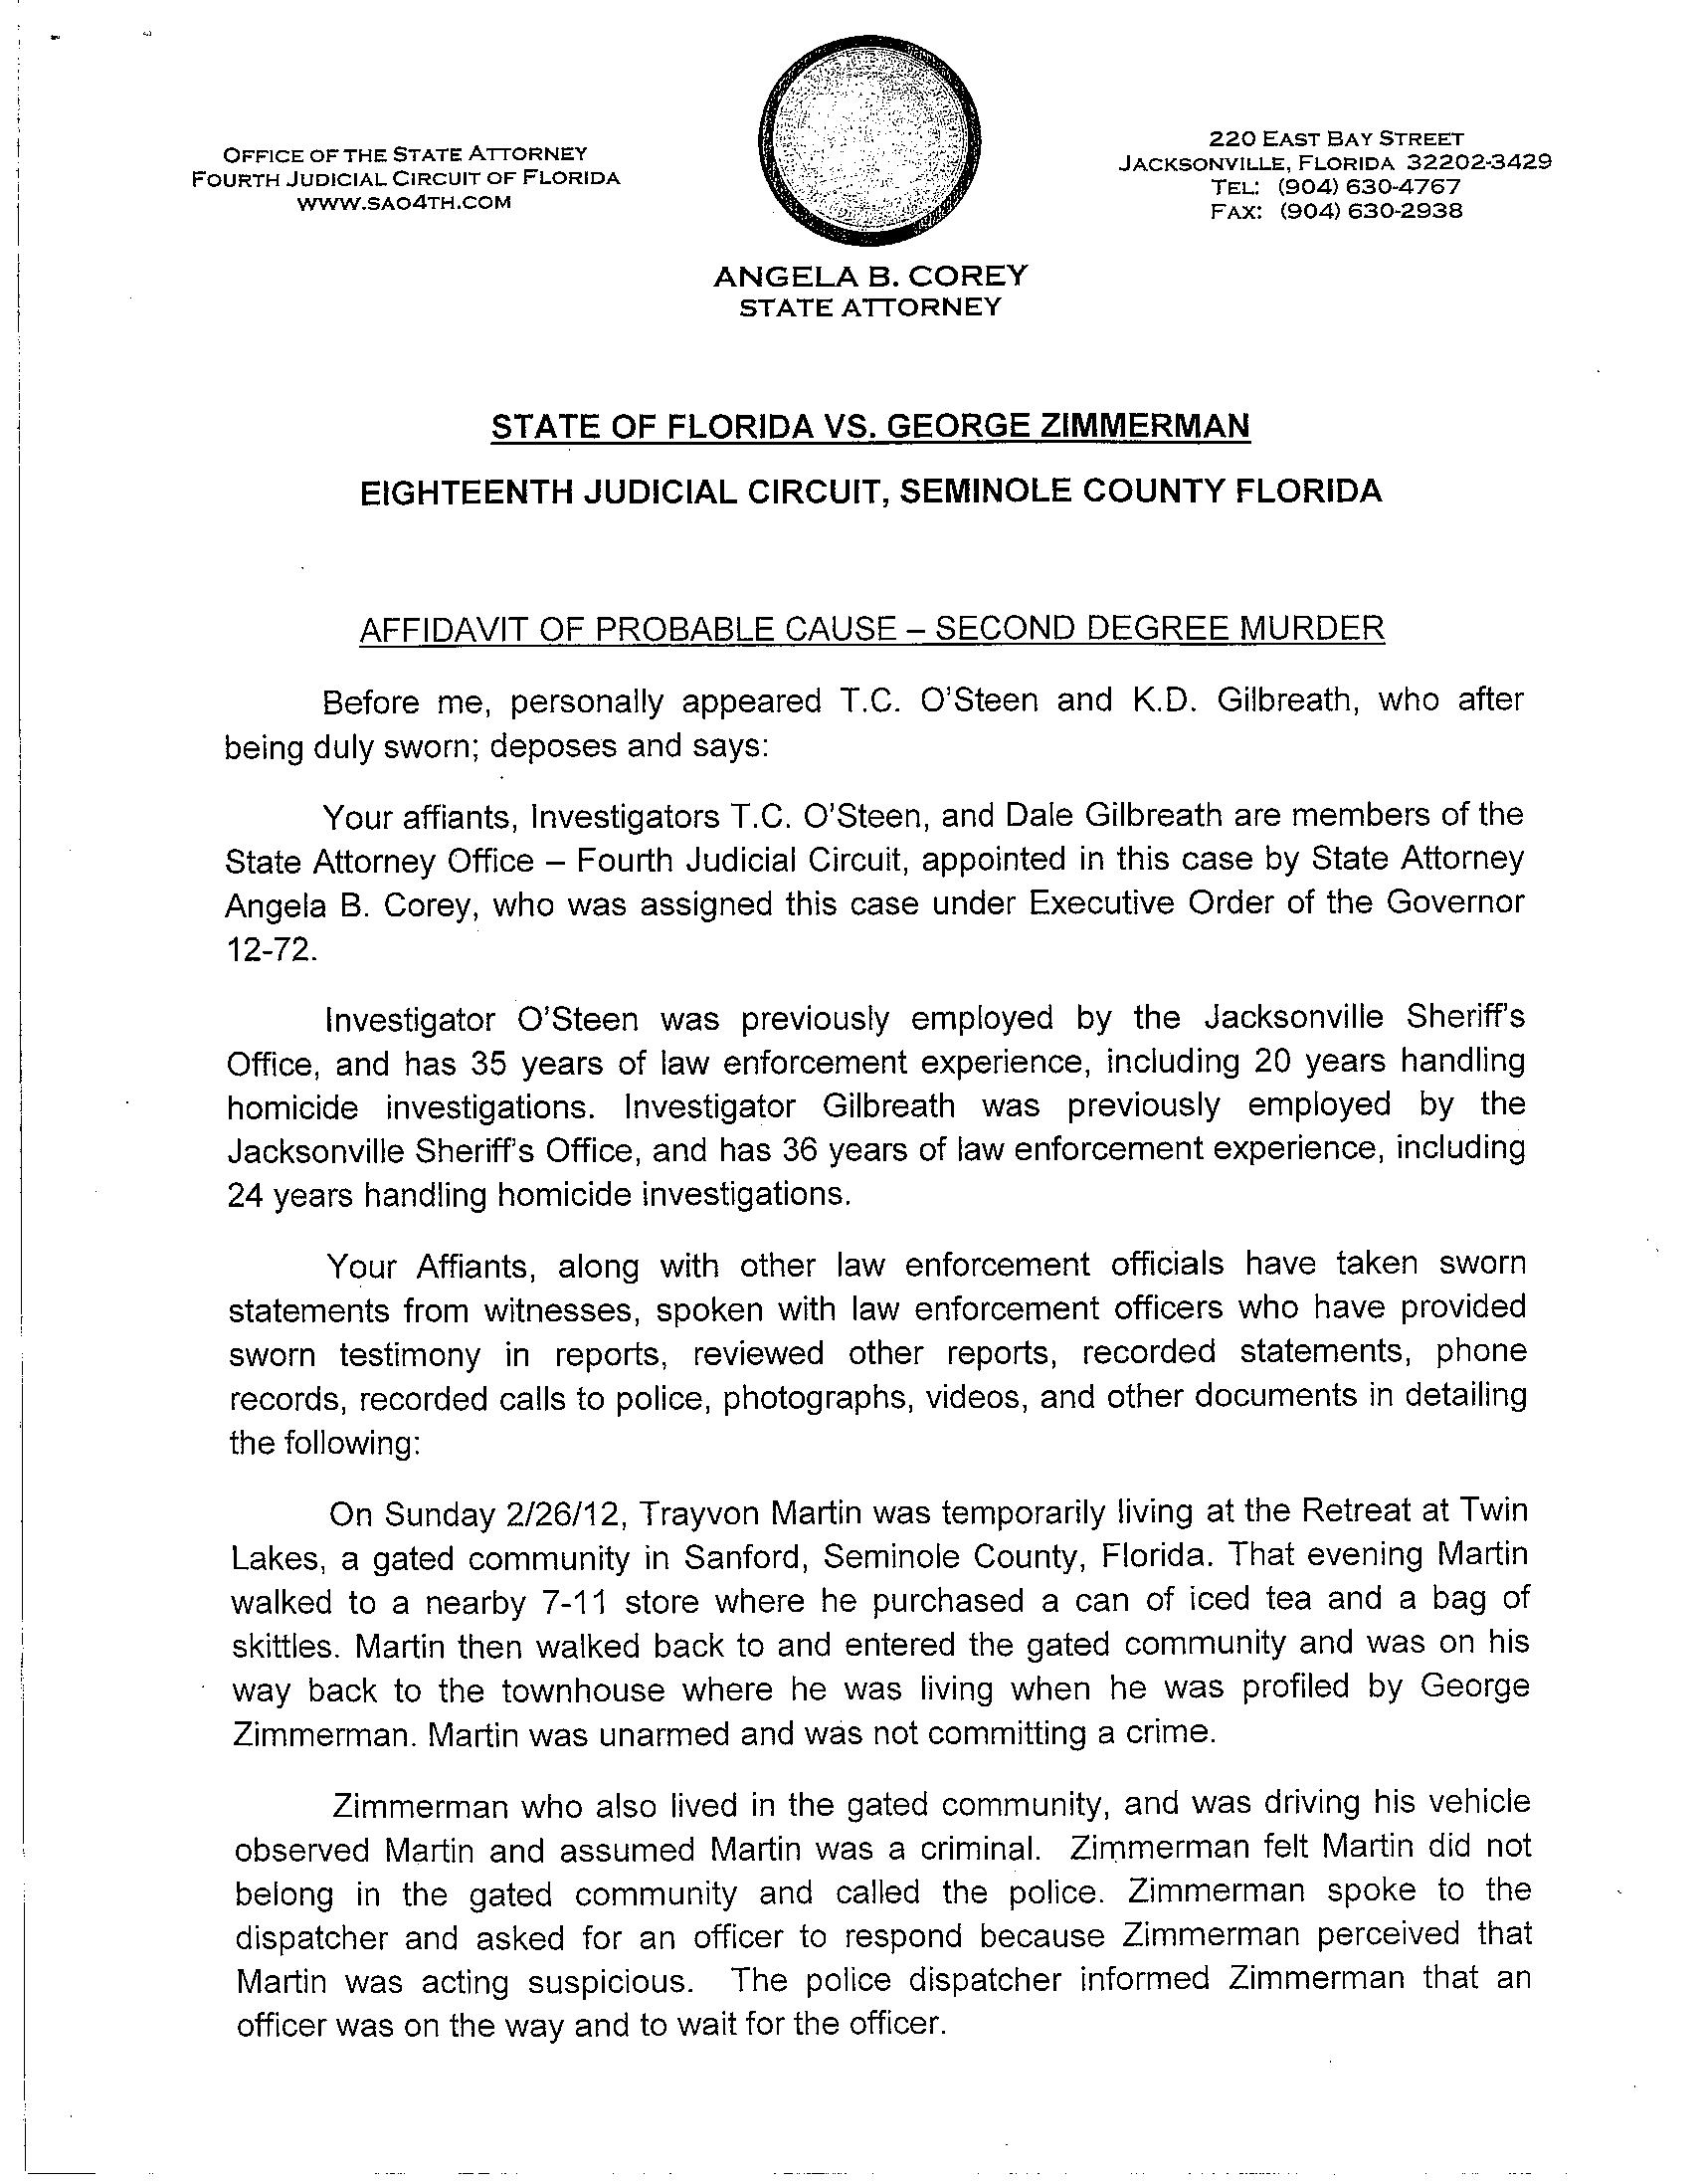 OFFICE OF THE STATE ATTORNEY
FOURTH JUDICIAL CIRCUIT OF FLORIDA
WWW.SAO4TH.COM
220 EAST BAY STREET
JACKSONVILLE, FLORIDA 32202-3429
TEL: (904) 630-4767
FAX: (904) 630-2938
ANGELA B. COREY
STATE ATTORNEY
STATE OF FLORIDA VS. GEORGE ZIMMERMAN
EIGHTEENTH JUDICIAL CIRCUIT, SEMINOLE COUNTY FLORIDA
AFFIDAVIT OF PROBABLE CAUSE – SECOND DEGREE MURDER
Before me, personally appeared T.C. O'Steen and K.D. Gilbreath, who after
being duly sworn; deposes and says:
Your affiants, Investigators T.C. O'Steen, and Dale Gilbreath are members of the
State Attorney Office – Fourth Judicial Circuit, appointed in this case by State Attorney
Angela B. Corey, who was assigned this case under Executive Order of the Governor
12-72.
Investigator O'Steen was previously employed by the Jacksonville Sheriff's
Office, and has 35 years of law enforcement experience, including 20 years handling
homicide investigations. Investigator Gilbreath was previously employed by the
Jacksonville Sheriff's Office, and has 36 years of law enforcement experience, including
24 years handling homicide investigations.
Your Affiants, along with other law enforcement officials have taken sworn
statements from witnesses, spoken with law enforcement officers who have provided
sworn testimony in reports, reviewed other reports, recorded statements, phone
records, recorded calls to police, photographs, videos, and other documents in detailing
the following:
On Sunday 2/26/12, Trayvon Martin was temporarily living at the Retreat at Twin
Lakes, a gated community in Sanford, Seminole County, Florida. That evening Martin
walked to a nearby 7-11 store where he purchased a can of iced tea and a bag of
skittles. Martin then walked back to and entered the gated community and was on his
way back to the townhouse where he was living when he was profiled by George
Zimmerman. Martin was unarmed and was not committing a crime.
Zimmerman who also lived in the gated community, and was driving his vehicle
observed Martin and assumed Martin was a criminal. Zimmerman felt Martin did not
belong in the gated community and called the police. Zimmerman spoke to the
dispatcher and asked for an officer to respond because Zimmerman perceived that
Martin was acting suspicious. The police dispatcher informed Zimmerman that an
officer was on the way and to wait for the officer.